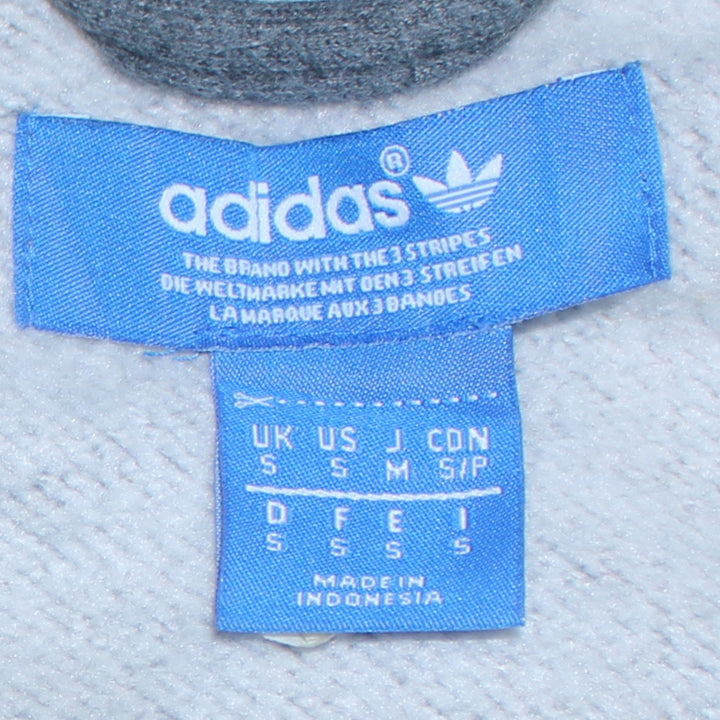 adidas®
THE BRAND WITH THE 3 STRIPES
DIE WELTMARKE MIT DEN 3 STREIFEN
LA MARQUE AUX 3 BANDES
UK US J CDN
S S M S/P
D F E I
S S S S
MADE IN
INDONESIA